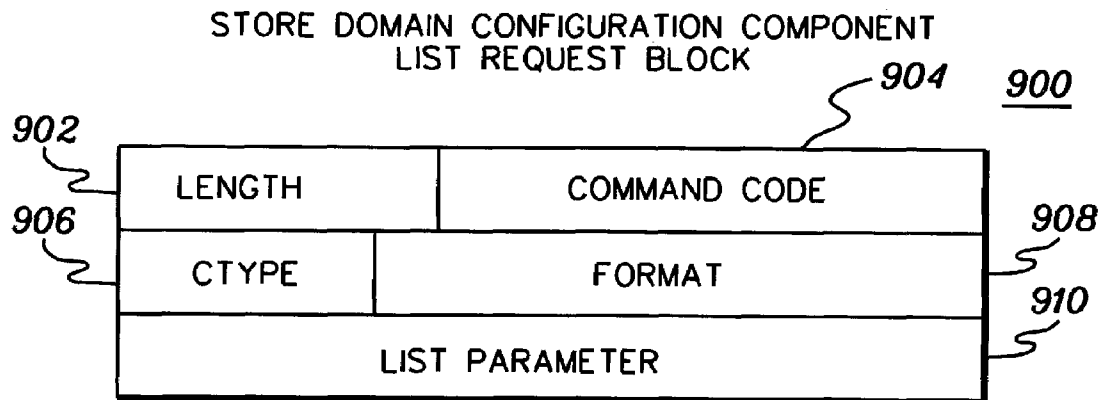 STORE DOMAIN CONFIGURATION COMPONENT
LIST REQUEST BLOCK
904
900
902
LENGTH
COMMAND CODE
906
908
CTYPE
FORMAT
910
LIST PARAMETER